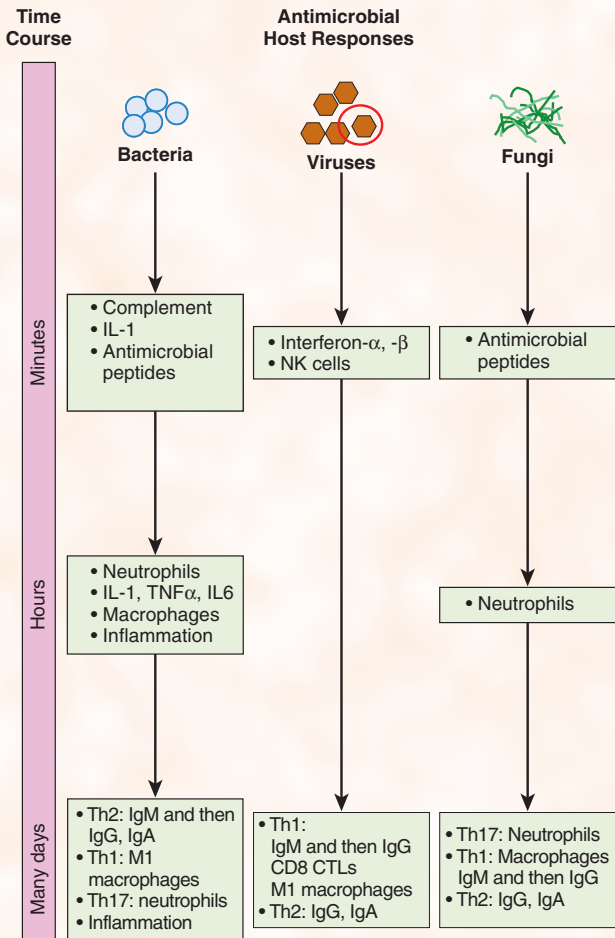 Time
Course
Antimicrobial
Host Responses
Bacteria
Viruses
Fungi
Minutes
• Complement
• IL-1
• Antimicrobial
peptides
• Interferon-α, -β
• NK cells
• Antimicrobial
peptides
Hours
• Neutrophils
• IL-1, TNFα, IL6
• Macrophages
• Inflammation
• Neutrophils
Many days
• Th2: IgM and then
IgG, IgA
• Th1: M1
macrophages
• Th17: neutrophils
• Inflammation
• Th1:
IgM and then IgG
CD8 CTLs
M1 macrophages
• Th2: IgG, IgA
• Th17: Neutrophils
• Th1: Macrophages
IgM and then IgG
• Th2: IgG, IgA